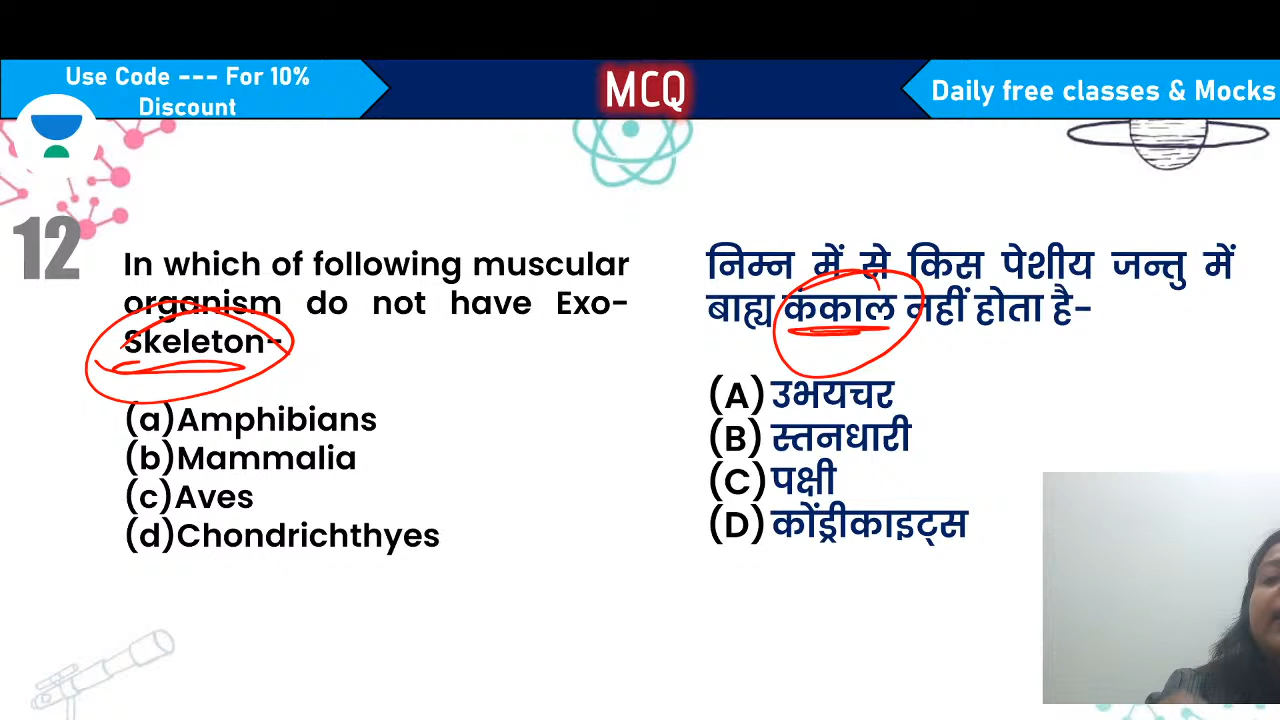 Use Code --- For 10%
Discount
MCQ
Daily free classes & Mocks
12
In which of following muscular
organism do not have Exo-
Skeleton-
(a)Amphibians
(b)Mammalia
(c)Aves
(d)Chondrichthyes
निम्न में से किस पेशीय जन्तु में
बाह्य कंकाल नहीं होता है-
(A) उभयचर
(B) स्तनधारी
(C) पक्षी
(D) कोंड्रीकाइट्स